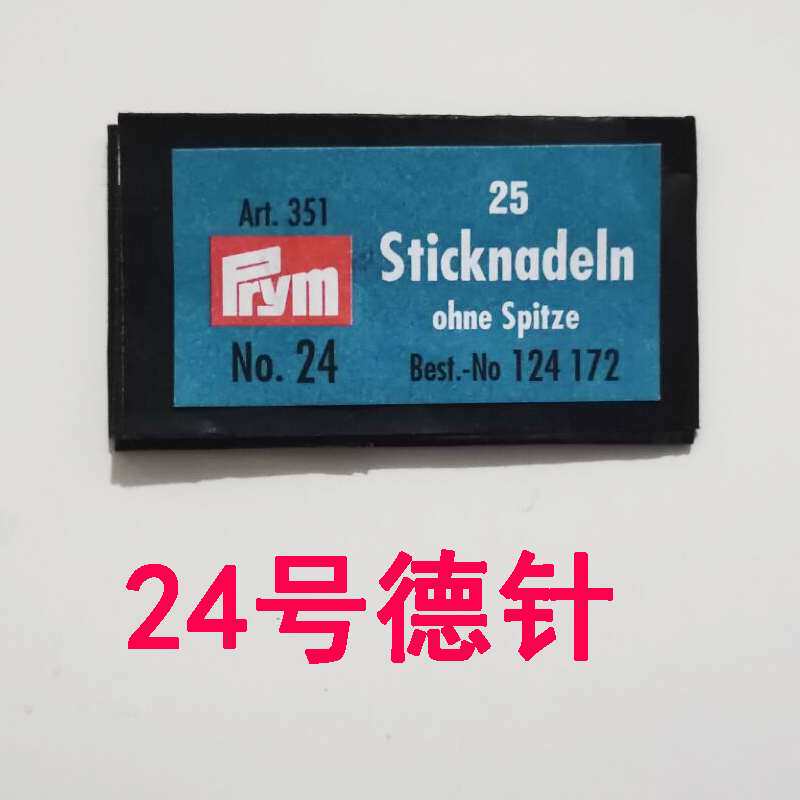 Art. 351
Prym
No. 24
25
Sticknadeln
ohne Spitze
Best.-No 124 172
24号德针